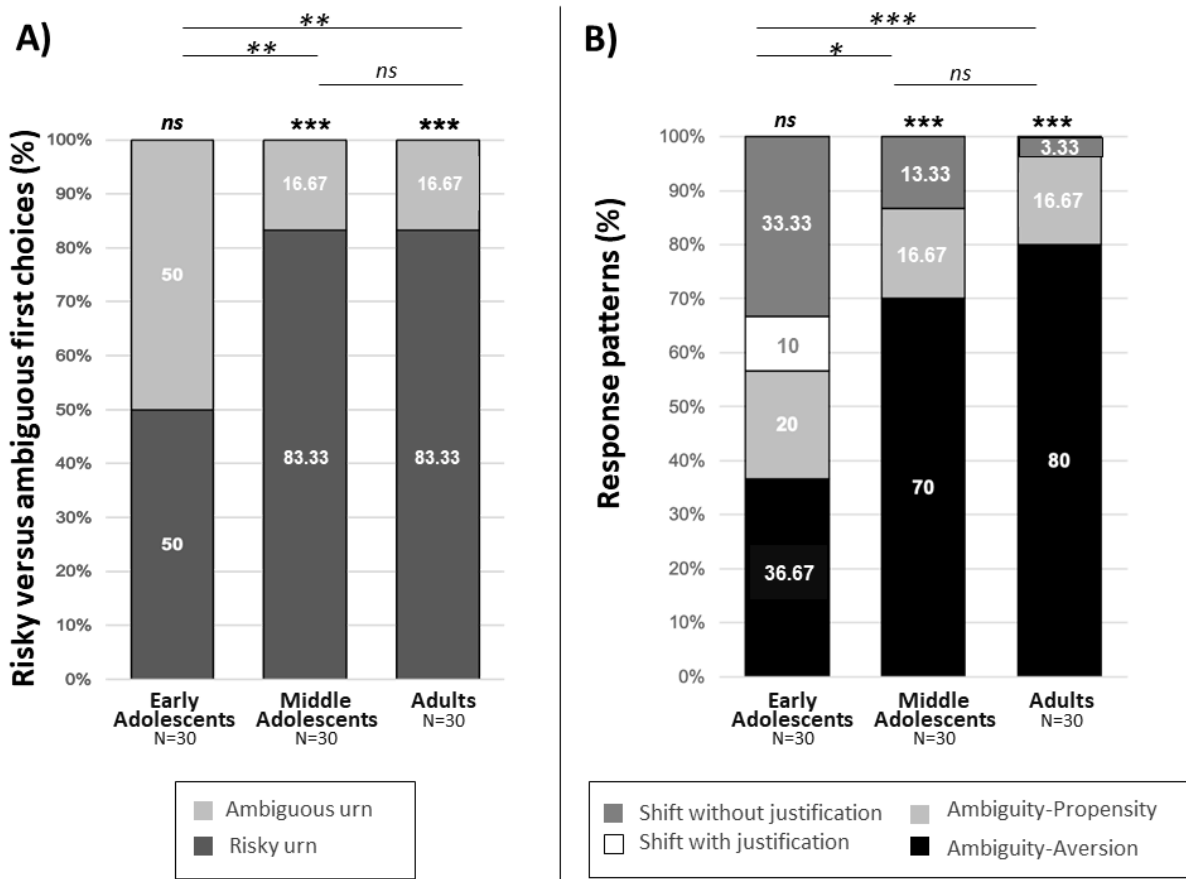 A)
**
**
ns
Risky versus ambiguous first choices (%)
ns
***
***
100%
90%
80%
70%
60%
50%
40%
30%
20%
10%
0%
50
50
16.67
83.33
16.67
83.33
Early
Adolescents
N=30
Middle
Adolescents
N=30
Adults
N=30
Ambiguous urn
Risky urn
B)
***
*
ns
Response patterns (%)
ns
***
***
100%
90%
80%
70%
60%
50%
40%
30%
20%
10%
0%
33.33
10
20
36.67
13.33
16.67
70
3.33
16.67
80
Early
Adolescents
N=30
Middle
Adolescents
N=30
Adults
N=30
Shift without justification
Shift with justification
Ambiguity-Propensity
Ambiguity-Aversion